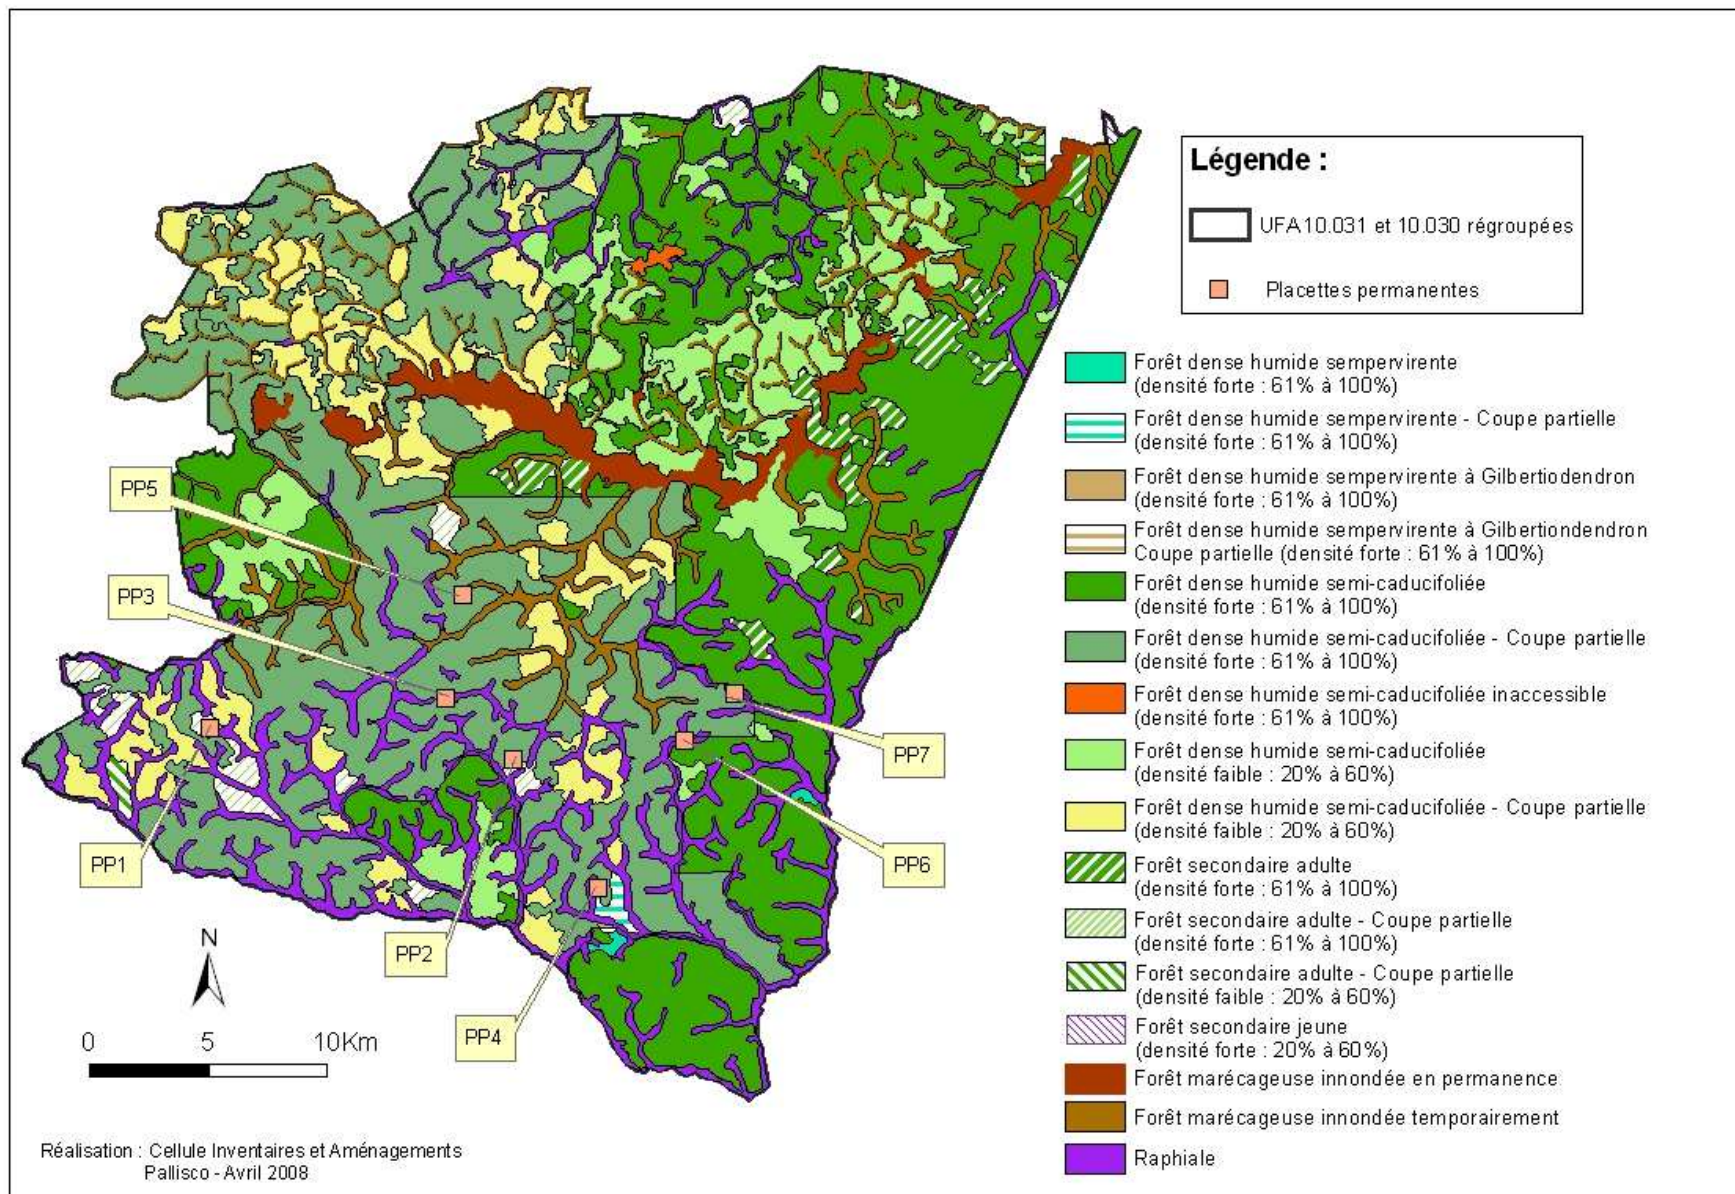 Légende :
UFA 10.031 et 10.030 régroupées
Placettes permanentes
Forêt dense humide sempervirente
(densité forte : 61% à 100%)
Forêt dense humide sempervirente - Coupe partielle
(densité forte : 61% à 100%)
Forêt dense humide sempervirente à Gilbertiodendron
(densité forte : 61% à 100%)
Forêt dense humide sempervirente à Gilbertiondendron
Coupe partielle (densité forte : 61% à 100%)
Forêt dense humide semi-caducifoliée
(densité forte : 61% à 100%)
Forêt dense humide semi-caducifoliée - Coupe partielle
(densité forte : 61% à 100%)
Forêt dense humide semi-caducifoliée inaccessible
(densité forte : 61% à 100%)
Forêt dense humide semi-caducifoliée
(densité faible : 20% à 60%)
Forêt dense humide semi-caducifoliée - Coupe partielle
(densité faible : 20% à 60%)
Forêt secondaire adulte
(densité forte : 61% à 100%)
Forêt secondaire adulte - Coupe partielle
(densité forte : 61% à 100%)
Forêt secondaire adulte - Coupe partielle
(densité faible : 20% à 60%)
Forêt secondaire jeune
(densité forte : 20% à 60%)
Forêt marécageuse innondée en permanence
Forêt marécageuse innondée temporairement
Raphiale
PP5
PP3
PP7
PP1
PP6
PP2
PP4
N
0 5 10Km
Réalisation : Cellule Inventaires et Aménagements
Pallisco - Avril 2008